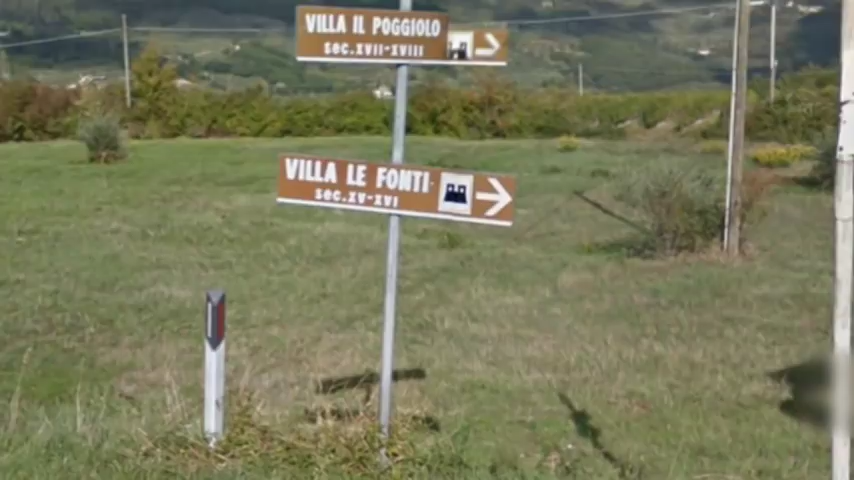 VILLA IL POGGIOLO
sec.XVII-XVIII
VILLA LE FONTI
sec.XV-XVI